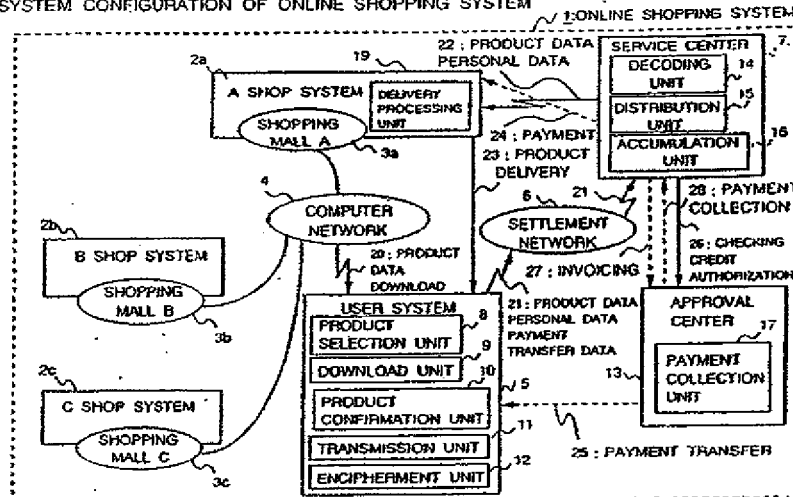 SYSTEM CONFIGURATION OF ONLINE SHOPPING SYSTEM
1:ONLINE SHOPPING SYSTEM
2a
A SHOP SYSTEM
19
DELIVERY
PROCESSING
UNIT
SHOPPING
MALL A
3a
22 : PRODUCT DATA
PERSONAL DATA
SERVICE CENTER
7
DECODING
UNIT
14
DISTRIBUTION
UNIT
15
ACCUMULATION
UNIT
16
24 : PAYMENT
23 : PRODUCT
DELIVERY
21
4
COMPUTER
NETWORK
6
SETTLEMENT
NETWORK
28 : PAYMENT
COLLECTION
26 : CHECKING
CREDIT
AUTHORIZATION
27 : INVOICING
2b
B SHOP SYSTEM
SHOPPING
MALL B
3b
20 : PRODUCT
DATA
DOWNLOAD
USER SYSTEM
PRODUCT
SELECTION UNIT
8
9
DOWNLOAD UNIT
10
5
PRODUCT
CONFIRMATION UNIT
11
TRANSMISSION UNIT
12
ENCIPHERMENT UNIT
21 : PRODUCT DATA
PERSONAL DATA
PAYMENT
TRANSFER DATA
APPROVAL
CENTER
17
13
PAYMENT
COLLECTION
UNIT
25 : PAYMENT TRANSFER
2c
C SHOP SYSTEM
SHOPPING
MALL C
3c